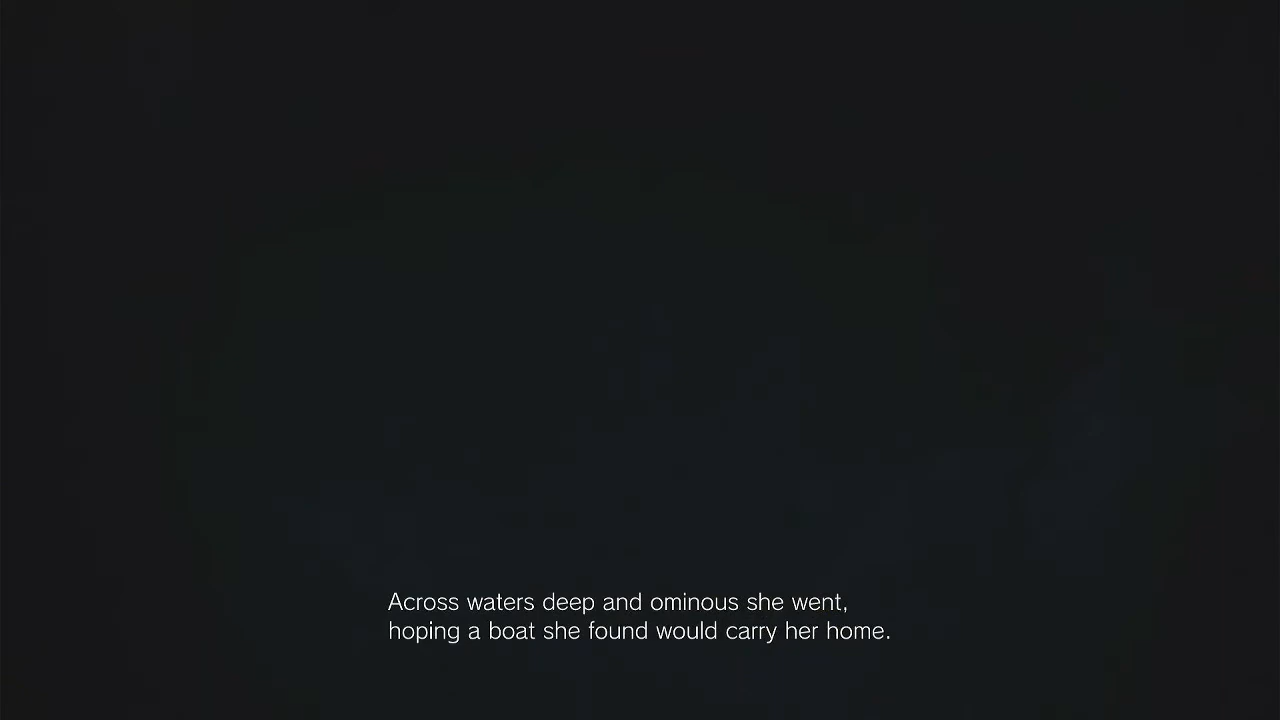 Across waters deep and ominous she went,
hoping a boat she found would carry her home.